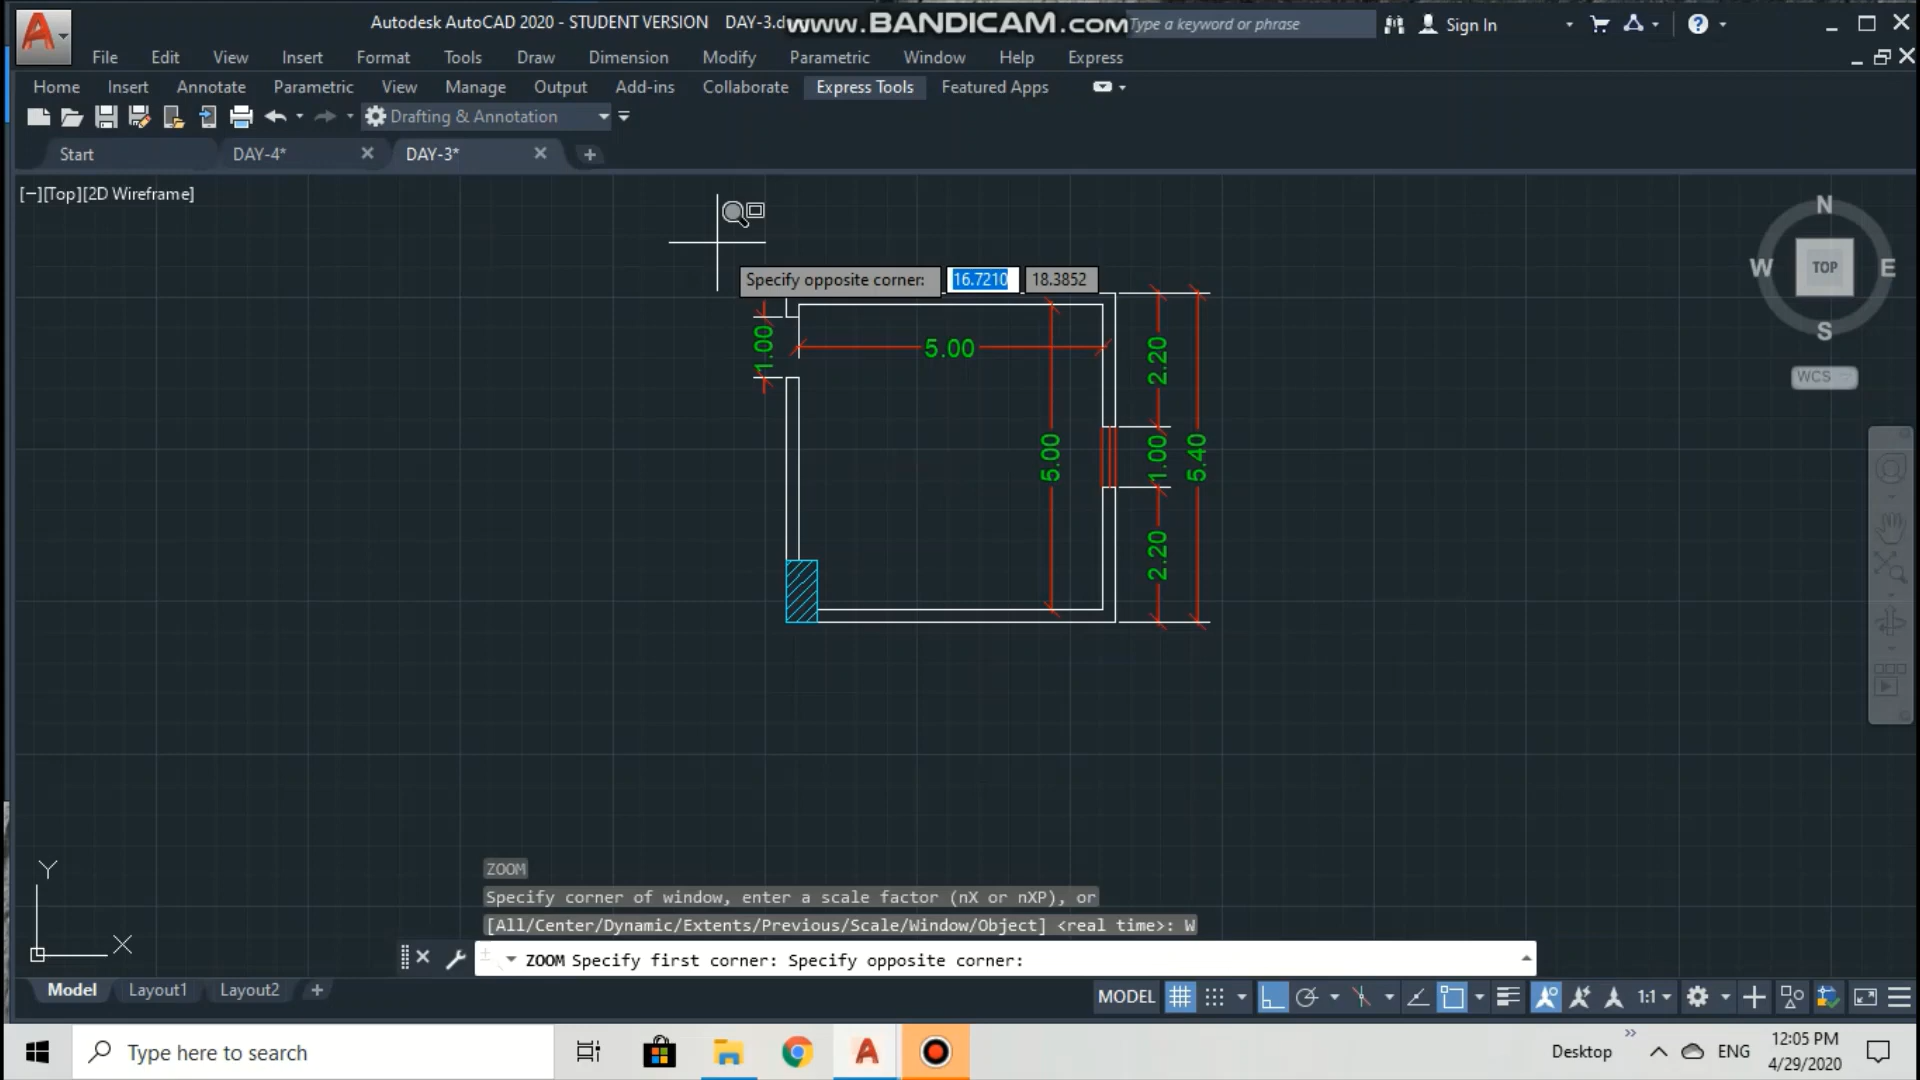 Autodesk AutoCAD 2020 - STUDENT VERSION DAY-3.d
www.BANDICAM.com
Type a keyword or phrase
Sign In
File Edit View Insert Format Tools Draw Dimension Modify Parametric Window Help Express
Home Insert Annotate Parametric View Manage Output Add-ins Collaborate Express Tools Featured Apps
Drafting & Annotation
Start DAY-4* DAY-3*
[−][Top][2D Wireframe]
N
W TOP E
S
WCS
Specify opposite corner: 16.7210 18.3852
1.00
5.00
2.20
5.00
1.00
5.40
2.20
Y
X
ZOOM
Specify corner of window, enter a scale factor (nX or nXP), or
[All/Center/Dynamic/Extents/Previous/Scale/Window/Object] <real time>: W
ZOOM Specify first corner: Specify opposite corner:
Model Layout1 Layout2
MODEL 1:1
Type here to search
Desktop ENG
12:05 PM
4/29/2020